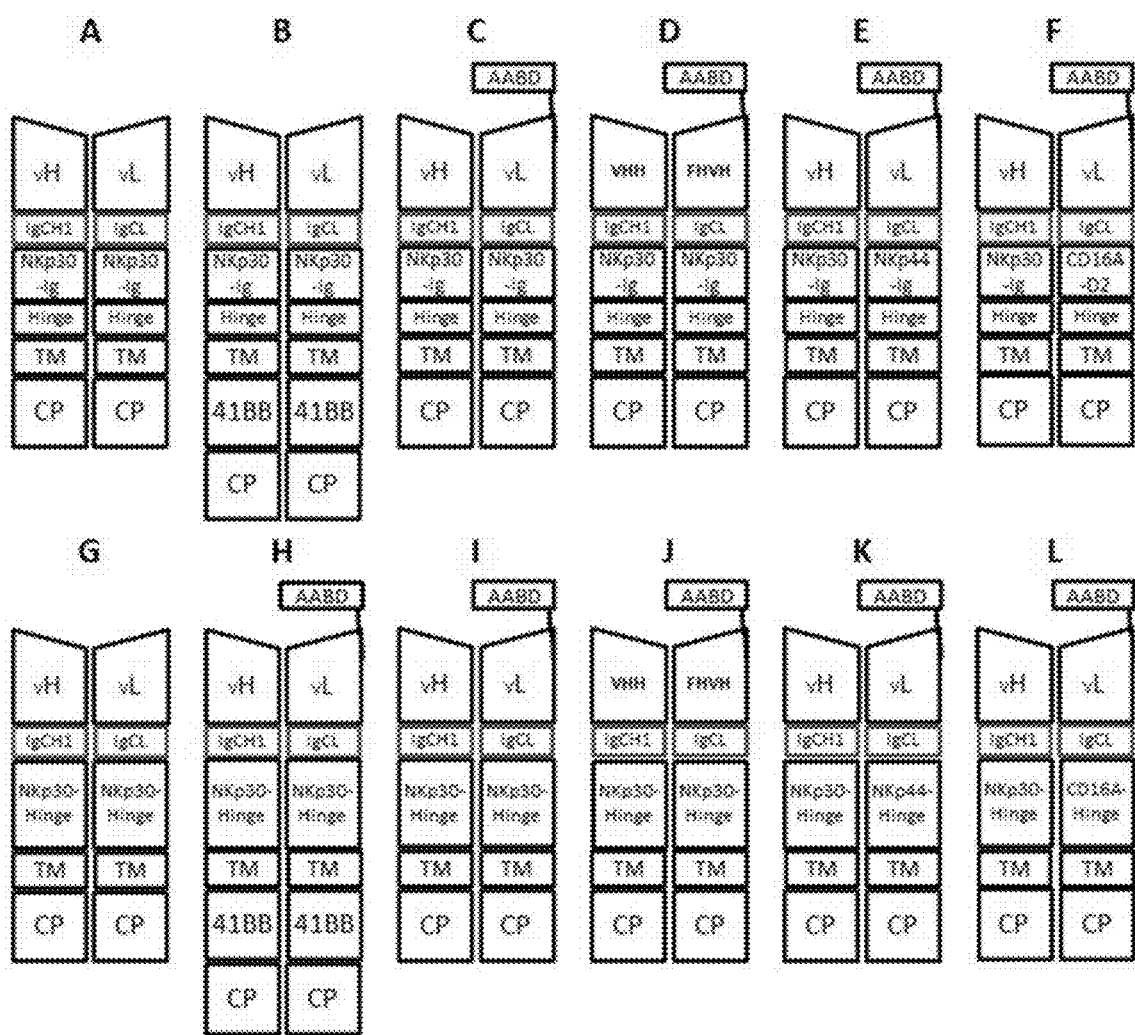 A B C D E F
AABD AABD AABD AABD
vH vL vH vL vH vL VHH FHVH vH vL vH vL
IgCH1 IgCL IgCH1 IgCL IgCH1 IgCL IgCH1 IgCL IgCH1 IgCL IgCH1 IgCL
NKp30 NKp30 NKp30 NKp30 NKp30 NKp30 NKp30 NKp30 NKp30 NKp44 NKp30 CD16A
-Ig -Ig -Ig -Ig -Ig -Ig -Ig -Ig -Ig -Ig -Ig -D2
Hinge Hinge Hinge Hinge Hinge Hinge Hinge Hinge Hinge Hinge Hinge Hinge
TM TM TM TM TM TM TM TM TM TM TM TM
CP CP 41BB 41BB CP CP CP CP CP CP CP CP
CP CP
G H I J K L
AABD AABD AABD AABD AABD
vH vL vH vL vH vL VHH FHVH vH vL vH vL
IgCH1 IgCL IgCH1 IgCL IgCH1 IgCL IgCH1 IgCL IgCH1 IgCL IgCH1 IgCL
NKp30- NKp30- NKp30- NKp30- NKp30- NKp30- NKp30- NKp30- NKp30- NKp44- NKp30- CD16A-
Hinge Hinge Hinge Hinge Hinge Hinge Hinge Hinge Hinge Hinge Hinge Hinge
TM TM TM TM TM TM TM TM TM TM TM TM
CP CP 41BB 41BB CP CP CP CP CP CP CP CP
CP CP